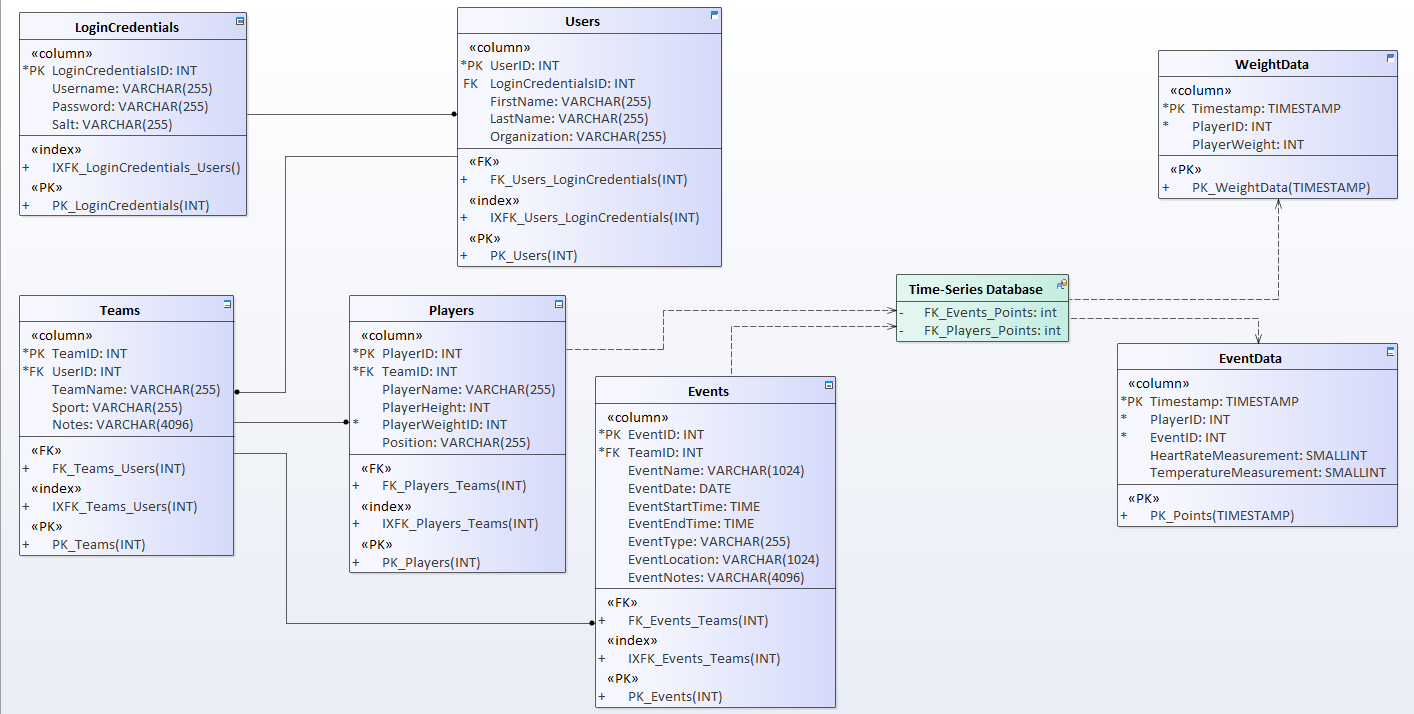 LoginCredentials
«column»
*PK LoginCredentialsID: INT
Username: VARCHAR(255)
Password: VARCHAR(255)
Salt: VARCHAR(255)
«index»
+ IXFK_LoginCredentials_Users()
«PK»
+ PK_LoginCredentials(INT)
Users
«column»
*PK UserID: INT
FK LoginCredentialsID: INT
FirstName: VARCHAR(255)
LastName: VARCHAR(255)
Organization: VARCHAR(255)
«FK»
+ FK_Users_LoginCredentials(INT)
«index»
+ IXFK_Users_LoginCredentials(INT)
«PK»
+ PK_Users(INT)
WeightData
«column»
*PK Timestamp: TIMESTAMP
* PlayerID: INT
PlayerWeight: INT
«PK»
+ PK_WeightData(TIMESTAMP)
Teams
«column»
*PK TeamID: INT
*FK UserID: INT
TeamName: VARCHAR(255)
Sport: VARCHAR(255)
Notes: VARCHAR(4096)
«FK»
+ FK_Teams_Users(INT)
«index»
+ IXFK_Teams_Users(INT)
«PK»
+ PK_Teams(INT)
Players
«column»
*PK PlayerID: INT
*FK TeamID: INT
PlayerName: VARCHAR(255)
PlayerHeight: INT
* PlayerWeightID: INT
Position: VARCHAR(255)
«FK»
+ FK_Players_Teams(INT)
«index»
+ IXFK_Players_Teams(INT)
«PK»
+ PK_Players(INT)
Events
«column»
*PK EventID: INT
*FK TeamID: INT
EventName: VARCHAR(1024)
EventDate: DATE
EventStartTime: TIME
EventEndTime: TIME
EventType: VARCHAR(255)
EventLocation: VARCHAR(1024)
EventNotes: VARCHAR(4096)
«FK»
+ FK_Events_Teams(INT)
«index»
+ IXFK_Events_Teams(INT)
«PK»
+ PK_Events(INT)
Time-Series Database
- FK_Events_Points: int
- FK_Players_Points: int
EventData
«column»
*PK Timestamp: TIMESTAMP
* PlayerID: INT
* EventID: INT
HeartRateMeasurement: SMALLINT
TemperatureMeasurement: SMALLINT
«PK»
+ PK_Points(TIMESTAMP)